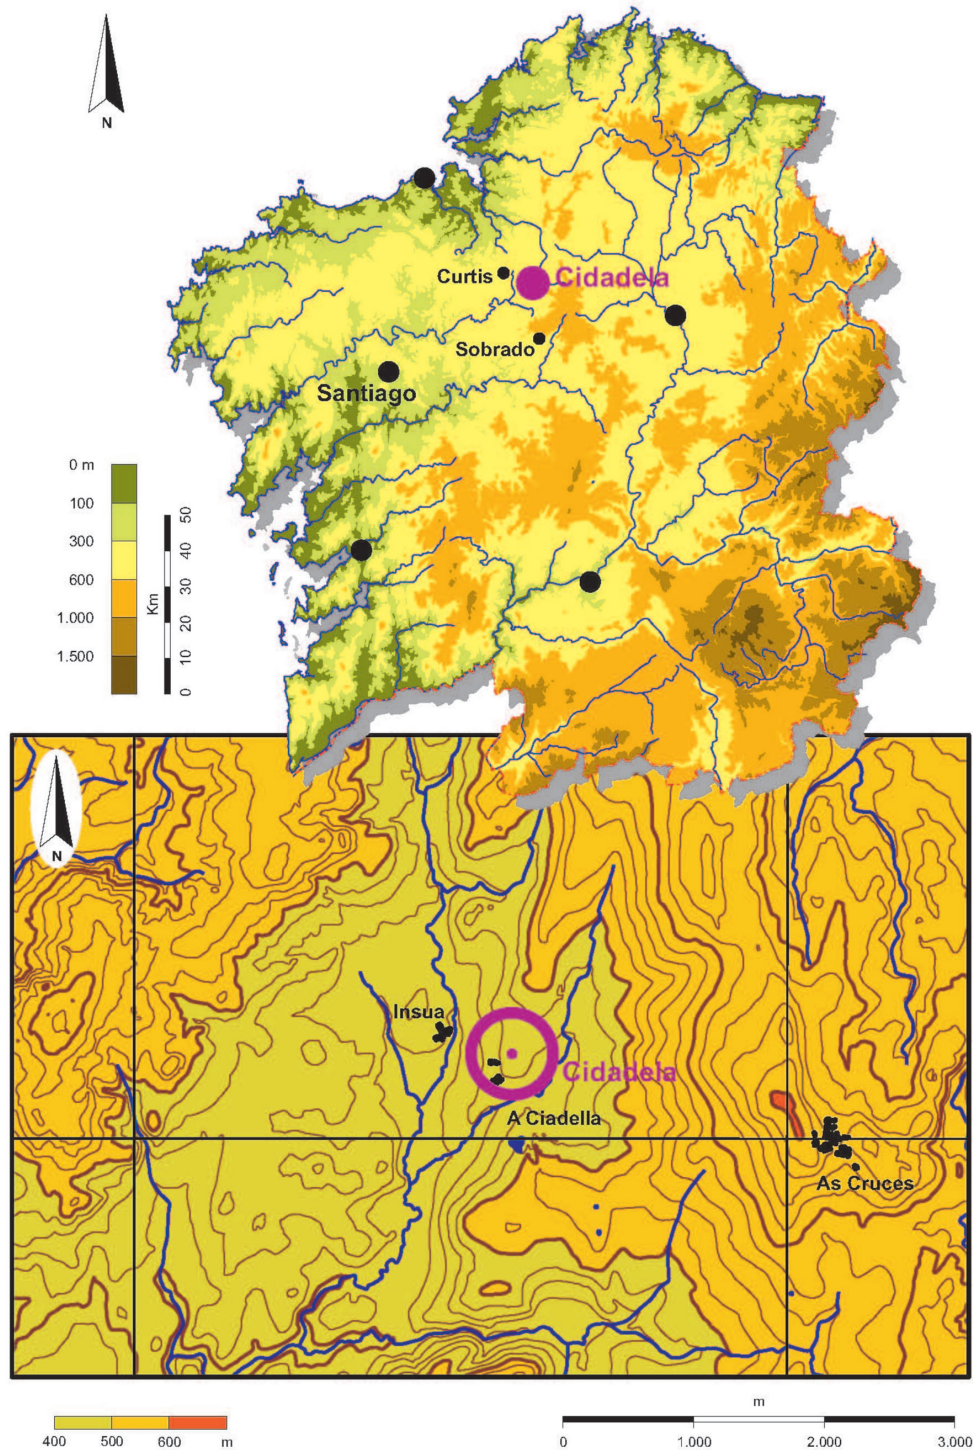 N
Curtis
Cidadela
Sobrado
Santiago
0 m
100
300
600
1.000
1.500
Km
50
40
30
20
10
0
N
Insua
Cidadela
A Ciadella
As Cruces
400 500 600 m
m
0 1.000 2.000 3.000